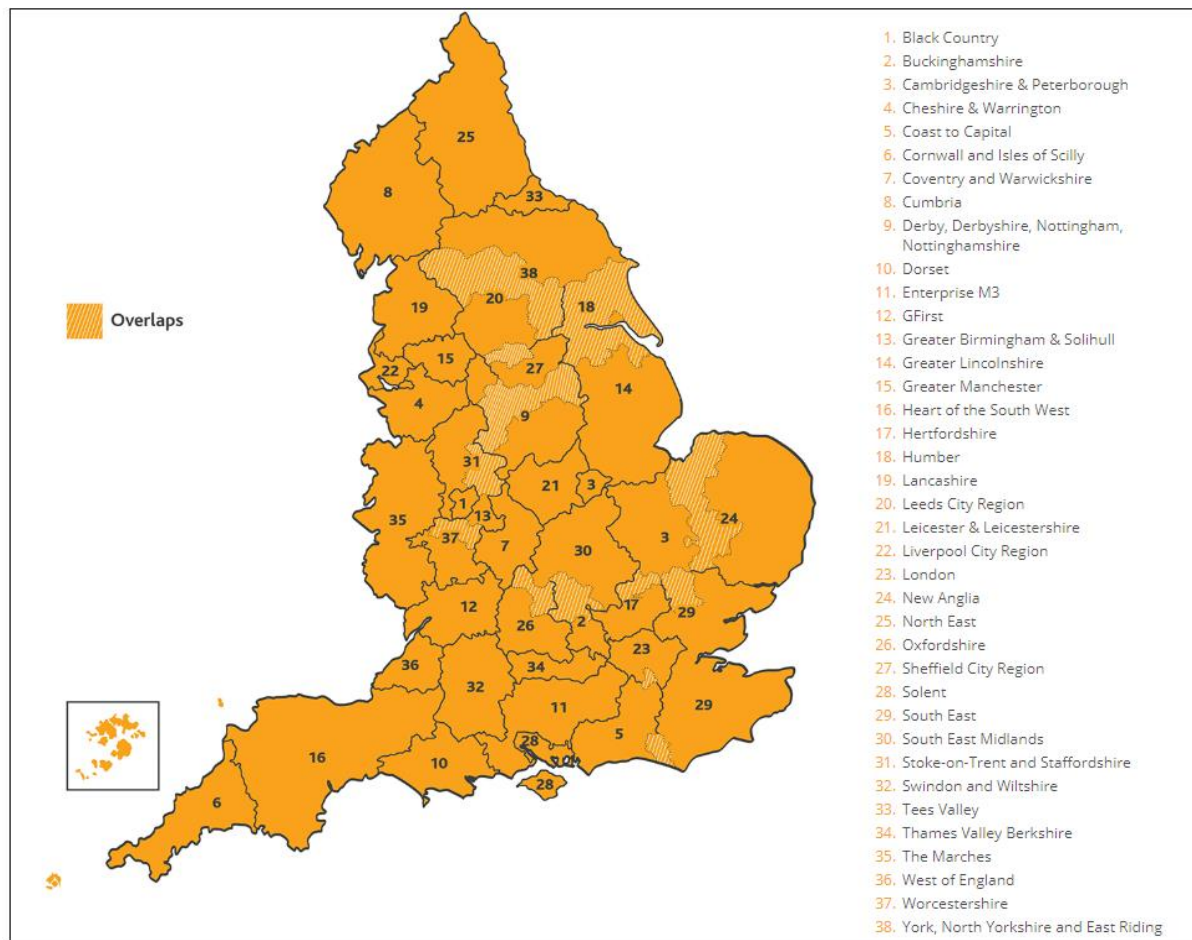 25
8
33
38
20
18
19
15
22
27
4
14
9
31
21
3
1
13
35
37
7
30
3
24
12
26
2
17
29
36
34
23
32
11
29
16
10
28
5
28
6
Overlaps
1. Black Country
2. Buckinghamshire
3. Cambridgeshire & Peterborough
4. Cheshire & Warrington
5. Coast to Capital
6. Cornwall and Isles of Scilly
7. Coventry and Warwickshire
8. Cumbria
9. Derby, Derbyshire, Nottingham,
Nottinghamshire
10. Dorset
11. Enterprise M3
12. GFirst
13. Greater Birmingham & Solihull
14. Greater Lincolnshire
15. Greater Manchester
16. Heart of the South West
17. Hertfordshire
18. Humber
19. Lancashire
20. Leeds City Region
21. Leicester & Leicestershire
22. Liverpool City Region
23. London
24. New Anglia
25. North East
26. Oxfordshire
27. Sheffield City Region
28. Solent
29. South East
30. South East Midlands
31. Stoke-on-Trent and Staffordshire
32. Swindon and Wiltshire
33. Tees Valley
34. Thames Valley Berkshire
35. The Marches
36. West of England
37. Worcestershire
38. York, North Yorkshire and East Riding